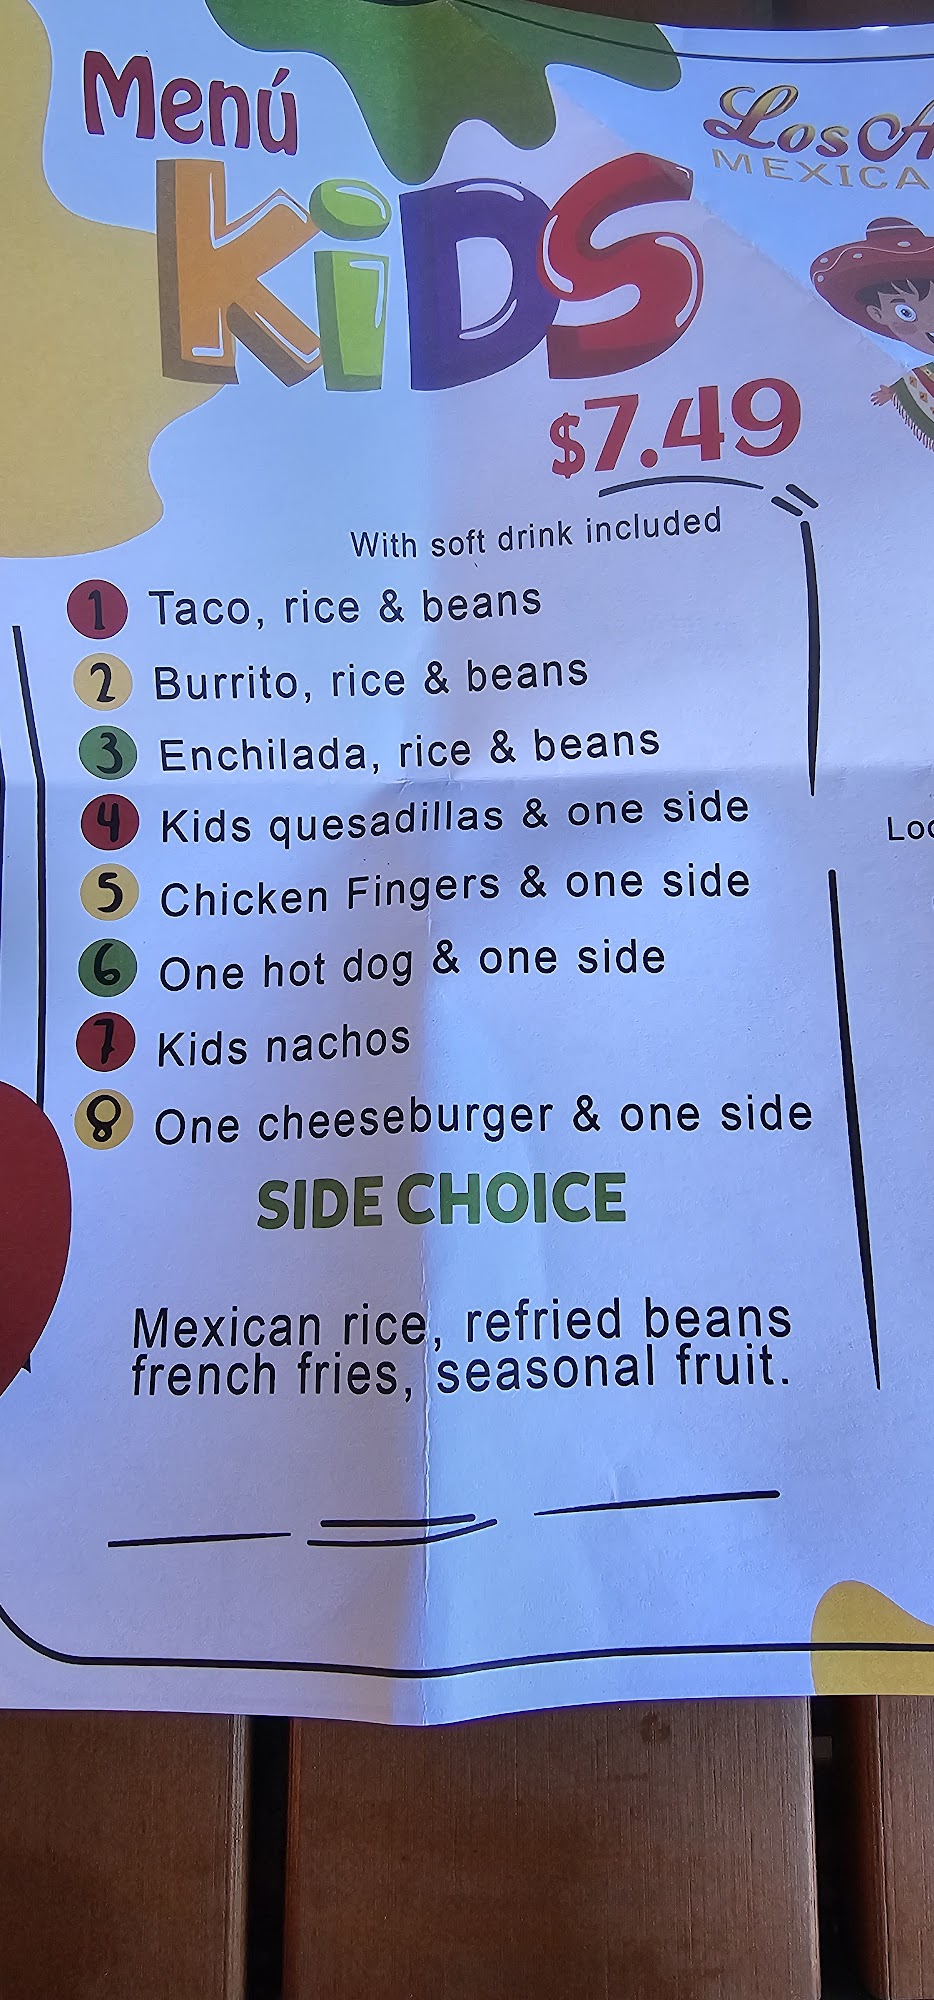 Menú
KiDS
Los
MEXICA
$7.49
With soft drink included
1 Taco, rice & beans
2 Burrito, rice & beans
3 Enchilada, rice & beans
4 Kids quesadillas & one side
5 Chicken Fingers & one side
6 One hot dog & one side
7 Kids nachos
8 One cheeseburger & one side
SIDE CHOICE
Mexican rice, refried beans
french fries, seasonal fruit.